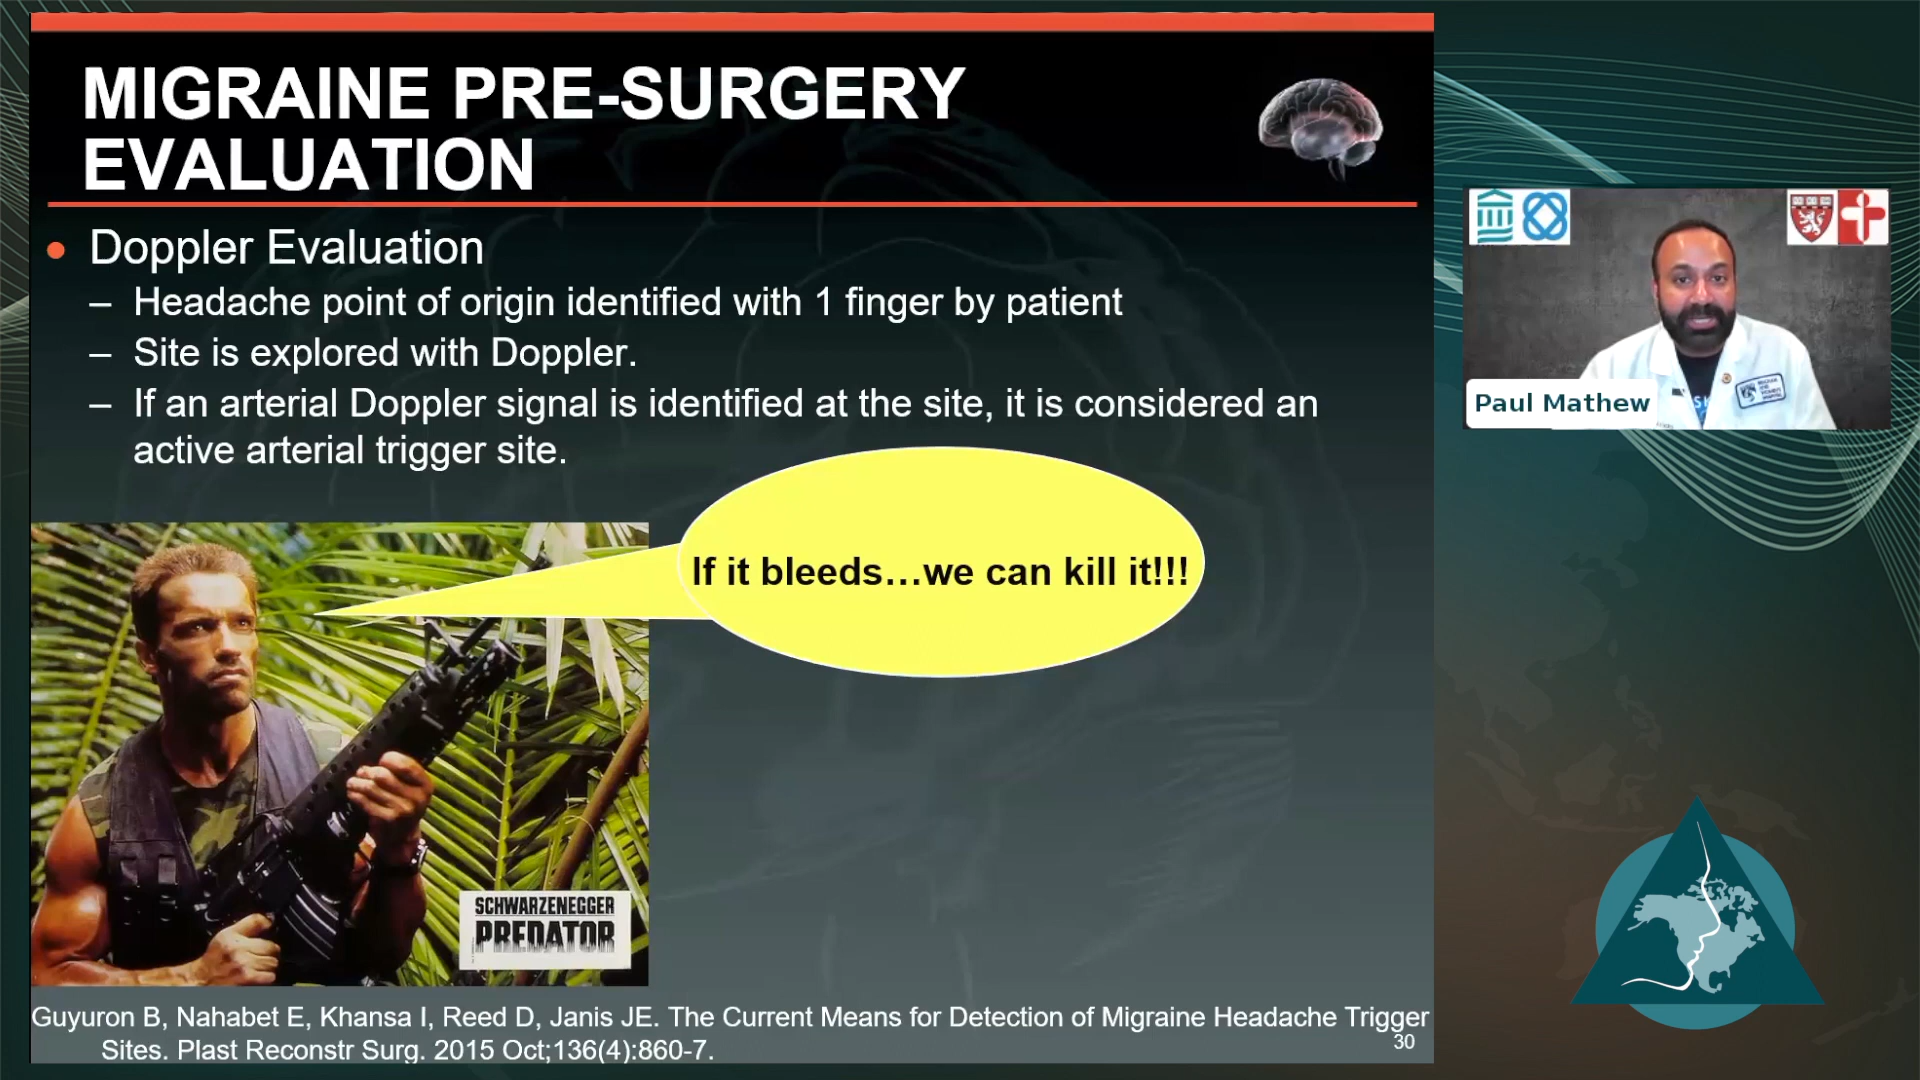 MIGRAINE PRE-SURGERY
EVALUATION
• Doppler Evaluation
– Headache point of origin identified with 1 finger by patient
– Site is explored with Doppler.
– If an arterial Doppler signal is identified at the site, it is considered an
active arterial trigger site.
If it bleeds...we can kill it!!!
SCHWARZENEGGER
PREDATOR
Guyuron B, Nahabet E, Khansa I, Reed D, Janis JE. The Current Means for Detection of Migraine Headache Trigger
Sites. Plast Reconstr Surg. 2015 Oct;136(4):860-7.
30
Paul Mathew